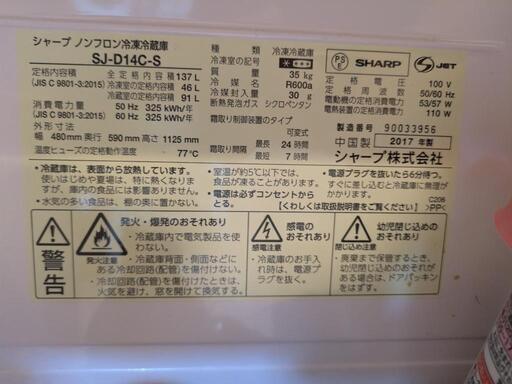 シャープ ノンフロン冷凍冷蔵庫
SJ-D14C-S
定格内容積 全定格内容積 137 L
(JIS C 9801-3:2015) 冷凍室の定格内容積 46 L
冷蔵室の定格内容積 91 L
消費電力量 50 Hz 325 kWh/年
(JIS C 9801-3:2015) 60 Hz 325 kWh/年
外形寸法
幅 480mm 奥行 590mm 高さ 1125 mm
温度ヒューズの定格動作温度 77℃
種類 冷凍冷蔵庫
冷凍室の記号
質量 35 kg
冷媒 R600a
冷媒封入量 30 g
断熱発泡ガス シクロペンタン
霜取り制御装置のタイプ
可変式
霜取り間隔 最長 24 時間
最短 7 時間
PSE SHARP S JET
定格電圧 100 V
定格周波数 50/60 Hz
電動機の定格消費電力 53/57 W
電熱装置の定格消費電力 110 W
製造番号 90033956
中国製 2017 年製
シャープ株式会社
・冷蔵庫は、表面から放熱しています。
使いはじめや夏場は、特に熱くなりますが、
庫内の食品には影響ありません。
・水気の多い食品は、棚の奥に置かない。
・室温が約5℃以下では、
食品が凍ることがあります。
・電源は必ずコンセントから
とる。
・電源プラグを抜いたら6分待つ。
すぐに差し込むと冷蔵庫に無理が
かかります。
(くわしくは取扱説明書をご覧ください) >PP<
C206
警告
発火注意
発火・爆発のおそれあり
・冷蔵庫内で電気製品を使
わない。
・冷蔵庫背面・側面などに
ある冷却回路(配管)を傷付けない。
・冷却回路(配管)を傷付けたときは、
火気を避け、窓を開けて換気する。
感電注意
感電の
おそれあり
・冷蔵庫のお手
入れ時は、電源
プラグを抜く。
閉じ込め注意
幼児閉じ込めの
おそれあり
・廃棄まで保管するとき、
幼児閉じ込めのおそれが
ある場合は、ドアパッキン
をはずす。